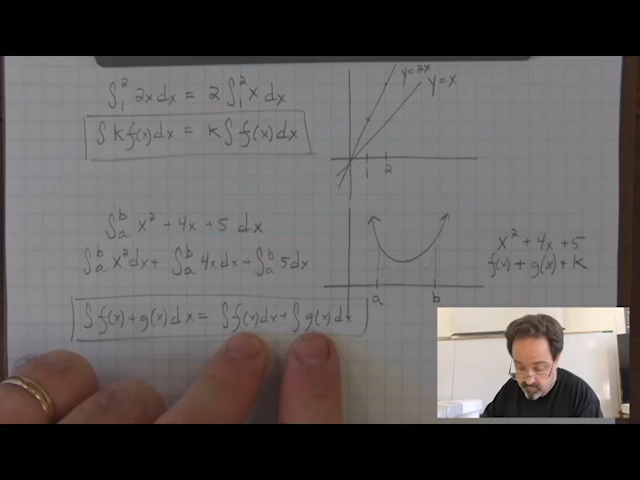 ∫₁² 2x dx = 2 ∫₁² x dx
∫ k f(x) dx = k ∫ f(x) dx
y=2x
y=x
1 2
∫ₐᵇ x² + 4x + 5 dx
∫ₐᵇ x² dx + ∫ₐᵇ 4x dx + ∫ₐᵇ 5 dx
∫ f(x) + g(x) dx = ∫ f(x) dx + ∫ g(x) d
a b
x² + 4x + 5
f(x) + g(x) + k